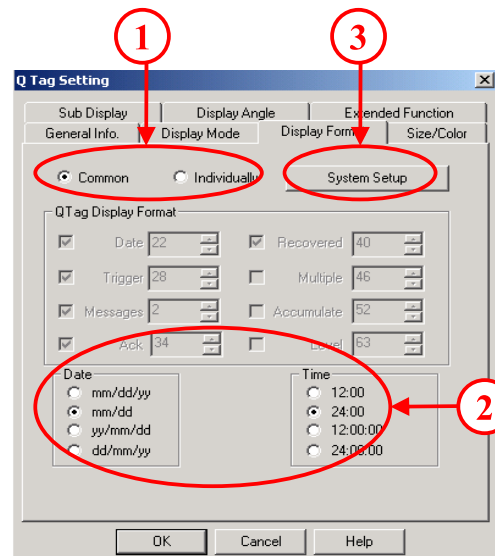 1
3
Q Tag Setting
Sub Display Display Angle Extended Function
General Info. Display Mode Display Format Size/Color
Common Individually System Setup
QTag Display Format
Date 22 Recovered 40
Trigger 28 Multiple 46
Messages 2 Accumulate 52
Ack 34 Level 63
Date Time
mm/dd/yy 12:00
mm/dd 24:00
yy/mm/dd 12:00:00
dd/mm/yy 24:00:00
2
OK Cancel Help